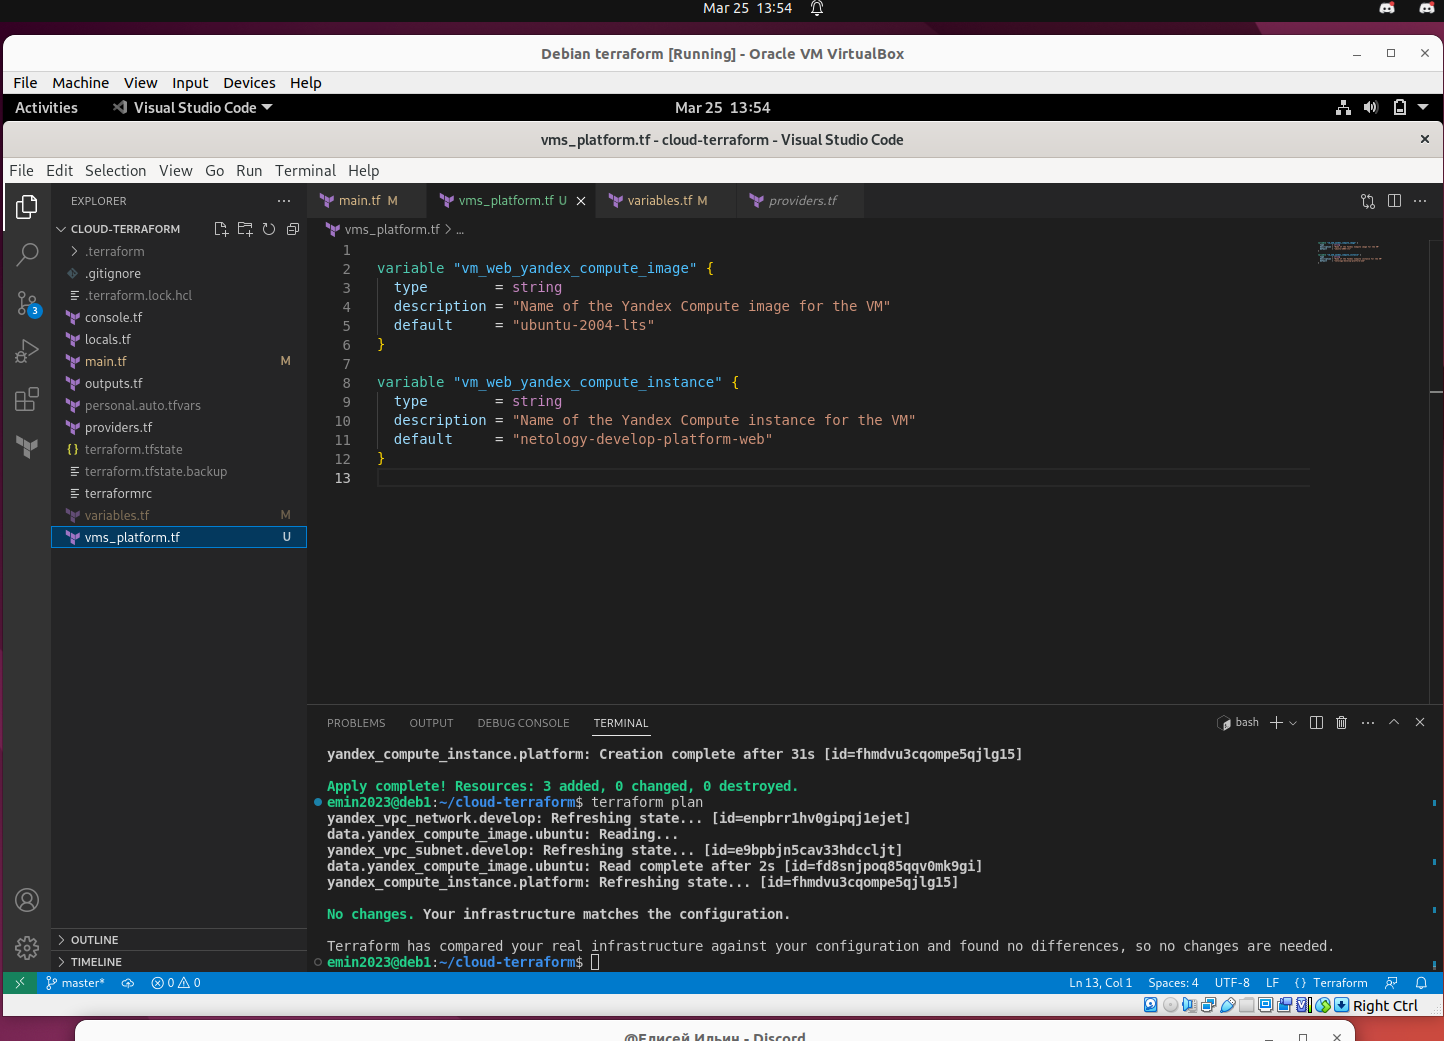 Mar 25 13:54
Debian terraform [Running] - Oracle VM VirtualBox
File Machine View Input Devices Help
Activities Visual Studio Code Mar 25 13:54
vms_platform.tf - cloud-terraform - Visual Studio Code
File Edit Selection View Go Run Terminal Help
EXPLORER
main.tf M vms_platform.tf U variables.tf M providers.tf
CLOUD-TERRAFORM
vms_platform.tf > ...
.terraform
.gitignore
.terraform.lock.hcl
console.tf
locals.tf
main.tf M
outputs.tf
personal.auto.tfvars
providers.tf
terraform.tfstate
terraform.tfstate.backup
terraformrc
variables.tf M
vms_platform.tf U
3
OUTLINE
TIMELINE
1
2 variable "vm_web_yandex_compute_image" {
3 type = string
4 description = "Name of the Yandex Compute image for the VM"
5 default = "ubuntu-2004-lts"
6 }
7
8 variable "vm_web_yandex_compute_instance" {
9 type = string
10 description = "Name of the Yandex Compute instance for the VM"
11 default = "netology-develop-platform-web"
12 }
13
PROBLEMS OUTPUT DEBUG CONSOLE TERMINAL bash
yandex_compute_instance.platform: Creation complete after 31s [id=fhmdvu3cqompe5qjlg15]
Apply complete! Resources: 3 added, 0 changed, 0 destroyed.
emin2023@deb1:~/cloud-terraform$ terraform plan
yandex_vpc_network.develop: Refreshing state... [id=enpbrr1hv0gipqj1ejet]
data.yandex_compute_image.ubuntu: Reading...
yandex_vpc_subnet.develop: Refreshing state... [id=e9bpbjn5cav33hdccljt]
data.yandex_compute_image.ubuntu: Read complete after 2s [id=fd8snjpoq85qqv0mk9gi]
yandex_compute_instance.platform: Refreshing state... [id=fhmdvu3cqompe5qjlg15]
No changes. Your infrastructure matches the configuration.
Terraform has compared your real infrastructure against your configuration and found no differences, so no changes are needed.
emin2023@deb1:~/cloud-terraform$
master* 0 0 Ln 13, Col 1 Spaces: 4 UTF-8 LF {} Terraform
Right Ctrl
@Елисей Ильин - Discord